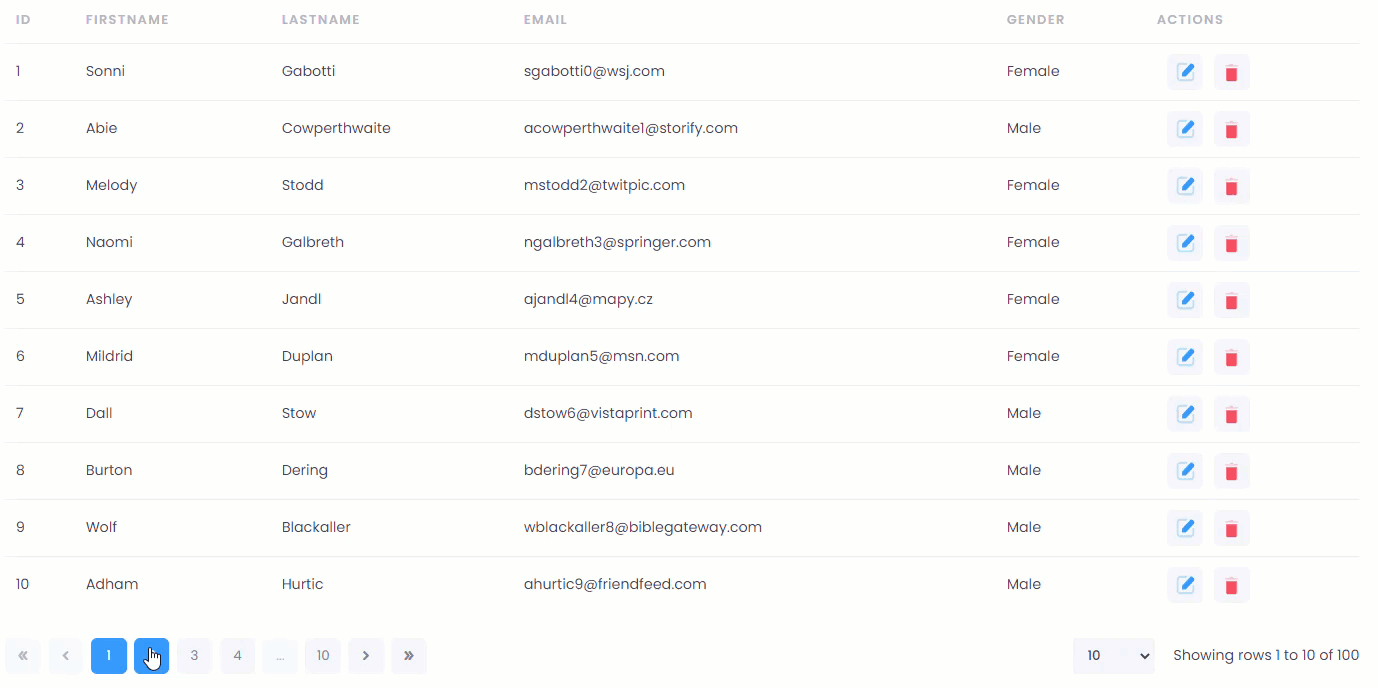 ID FIRSTNAME LASTNAME EMAIL GENDER ACTIONS
1 Sonni Gabotti sgabotti0@wsj.com Female
2 Abie Cowperthwaite acowperthwaite1@storify.com Male
3 Melody Stodd mstodd2@twitpic.com Female
4 Naomi Galbreth ngalbreth3@springer.com Female
5 Ashley Jandl ajandl4@mapy.cz Female
6 Mildrid Duplan mduplan5@msn.com Female
7 Dall Stow dstow6@vistaprint.com Male
8 Burton Dering bdering7@europa.eu Male
9 Wolf Blackaller wblackaller8@biblegateway.com Male
10 Adham Hurtic ahurtic9@friendfeed.com Male
« ‹ 1 3 4 ... 10 › » 10 Showing rows 1 to 10 of 100